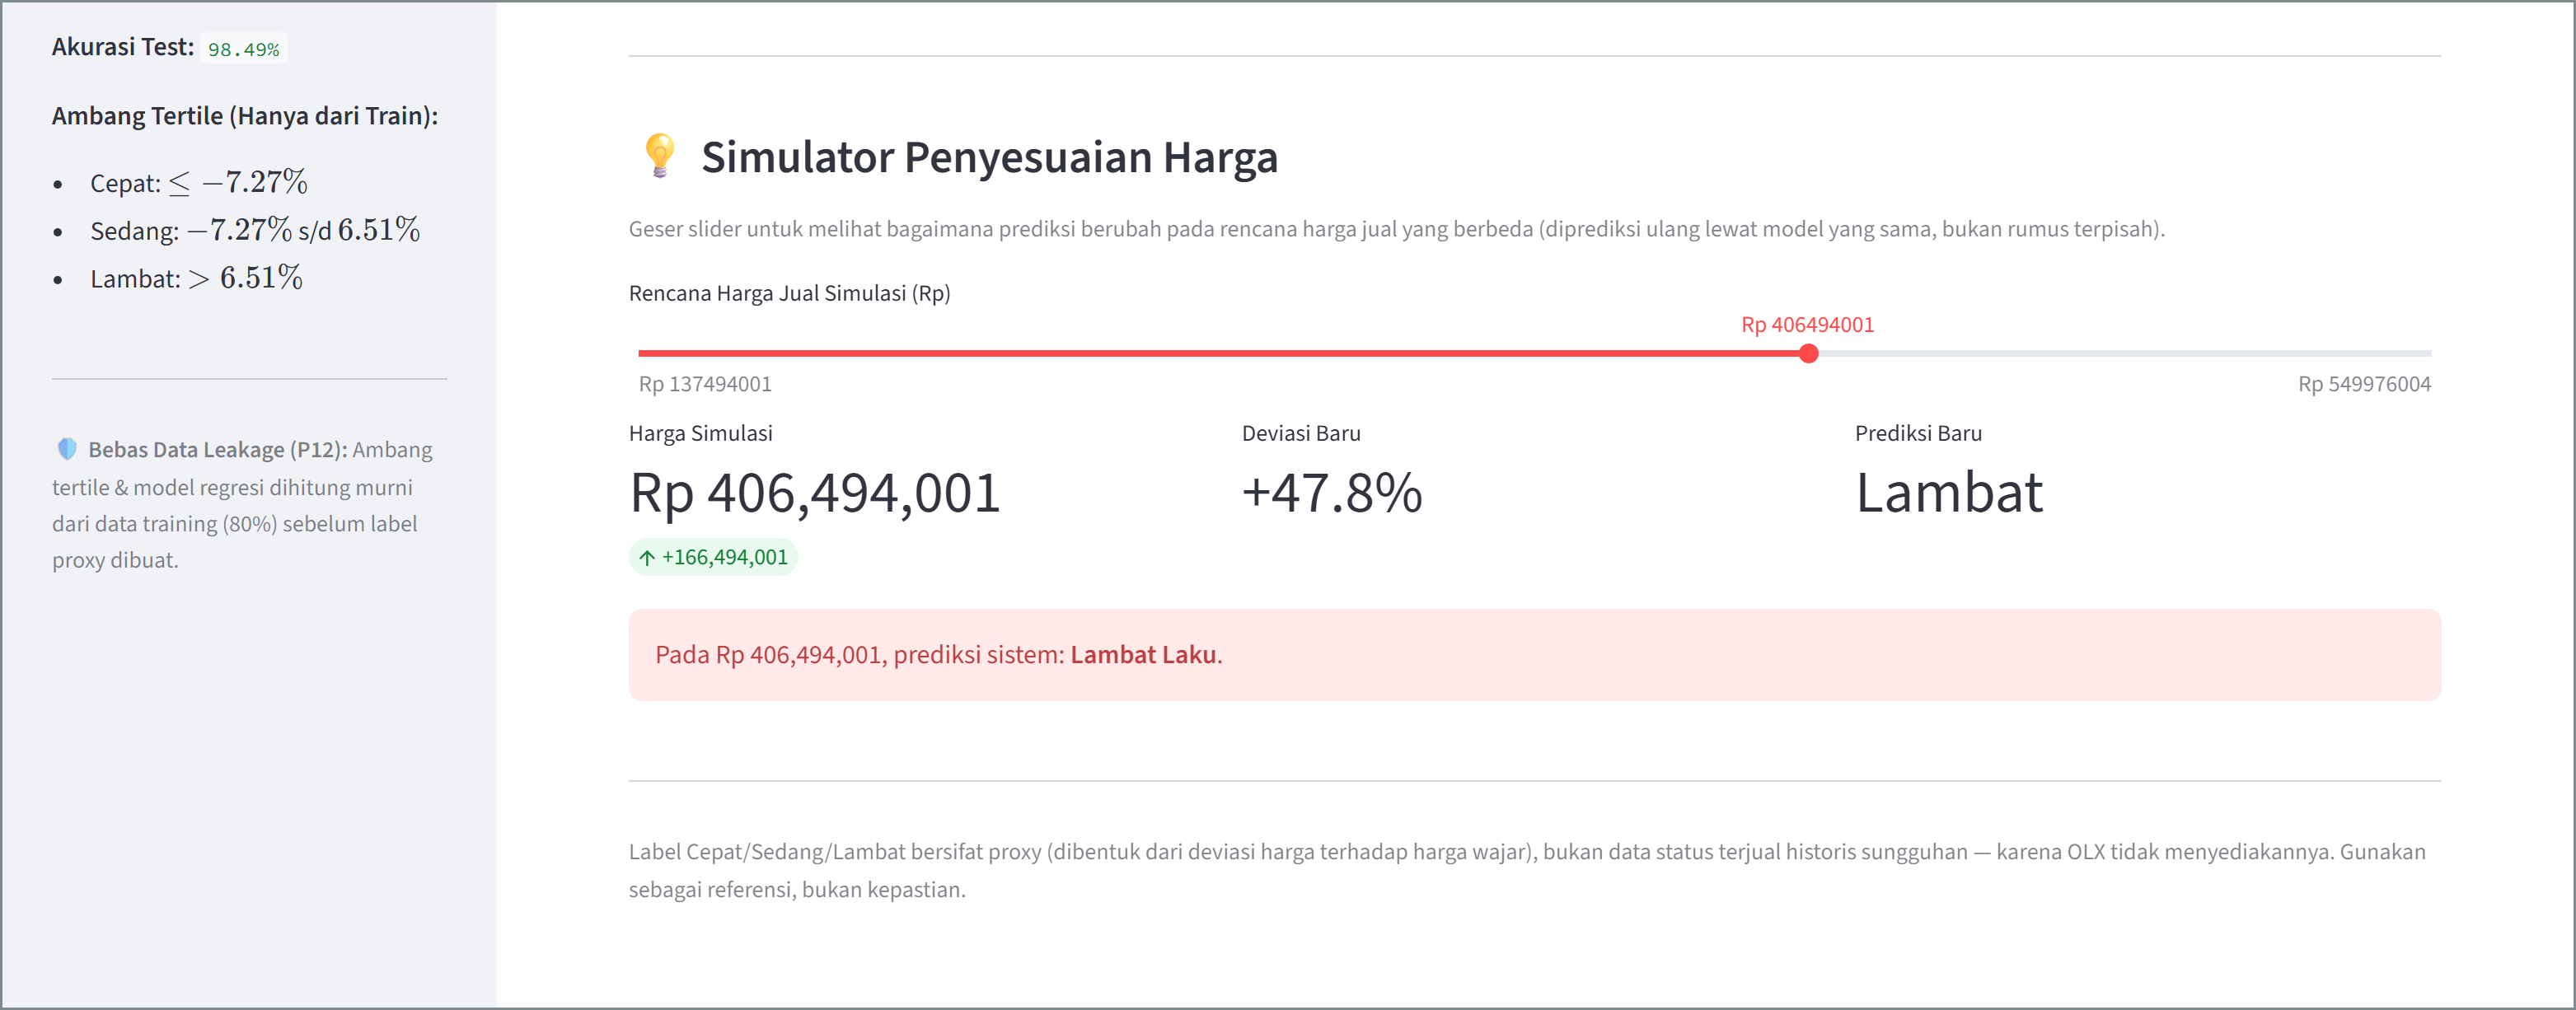 Akurasi Test: 98.49%
Ambang Tertile (Hanya dari Train):
• Cepat: ≤ −7.27%
• Sedang: −7.27% s/d 6.51%
• Lambat: > 6.51%
Bebas Data Leakage (P12): Ambang
tertile & model regresi dihitung murni
dari data training (80%) sebelum label
proxy dibuat.
Simulator Penyesuaian Harga
Geser slider untuk melihat bagaimana prediksi berubah pada rencana harga jual yang berbeda (diprediksi ulang lewat model yang sama, bukan rumus terpisah).
Rencana Harga Jual Simulasi (Rp)
Rp 406494001
Rp 137494001 Rp 549976004
Harga Simulasi Deviasi Baru Prediksi Baru
Rp 406,494,001 +47.8% Lambat
↑ +166,494,001
Pada Rp 406,494,001, prediksi sistem: Lambat Laku.
Label Cepat/Sedang/Lambat bersifat proxy (dibentuk dari deviasi harga terhadap harga wajar), bukan data status terjual historis sungguhan — karena OLX tidak menyediakannya. Gunakan
sebagai referensi, bukan kepastian.